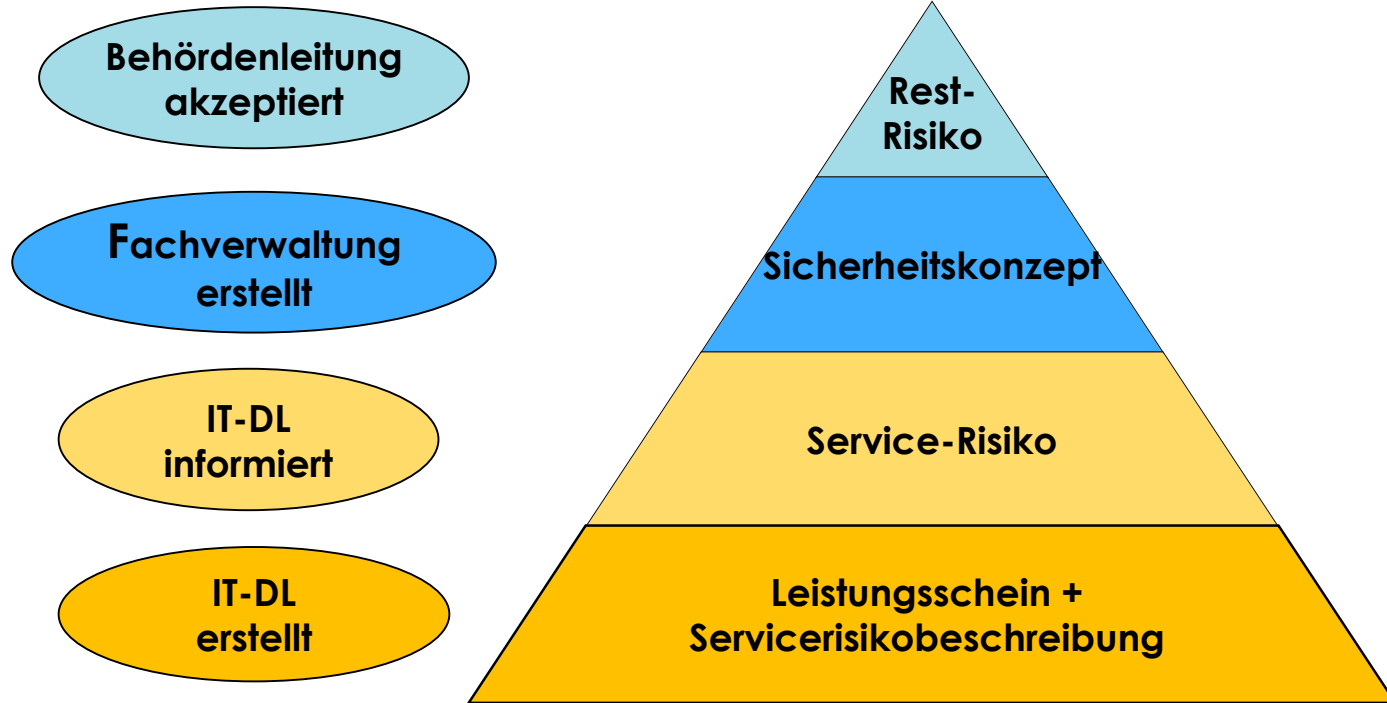 Behördenleitung
akzeptiert
Rest-
Risiko
Fachverwaltung
erstellt
Sicherheitskonzept
IT-DL
informiert
Service-Risiko
IT-DL
erstellt
Leistungsschein +
Servicerisikobeschreibung